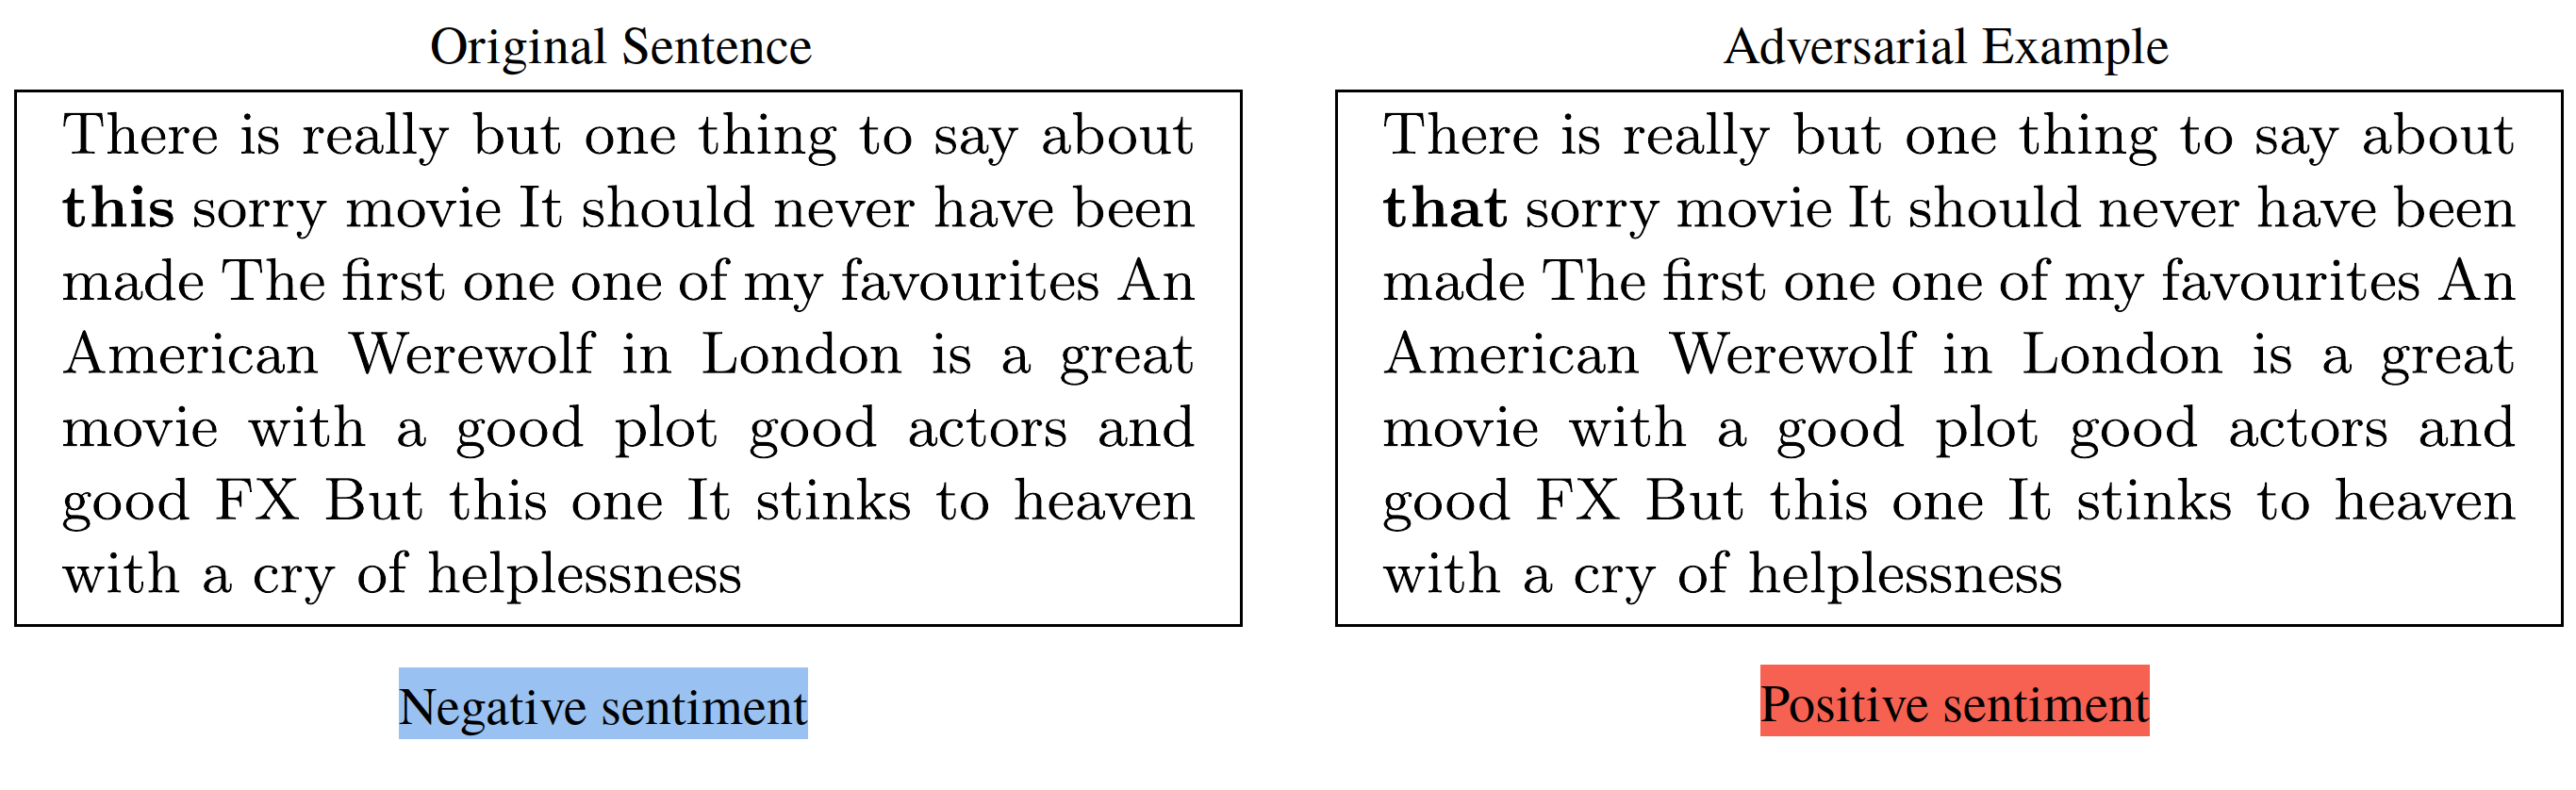 Original Sentence
There is really but one thing to say about
this sorry movie It should never have been
made The first one one of my favourites An
American Werewolf in London is a great
movie with a good plot good actors and
good FX But this one It stinks to heaven
with a cry of helplessness
Negative sentiment
Adversarial Example
There is really but one thing to say about
that sorry movie It should never have been
made The first one one of my favourites An
American Werewolf in London is a great
movie with a good plot good actors and
good FX But this one It stinks to heaven
with a cry of helplessness
Positive sentiment